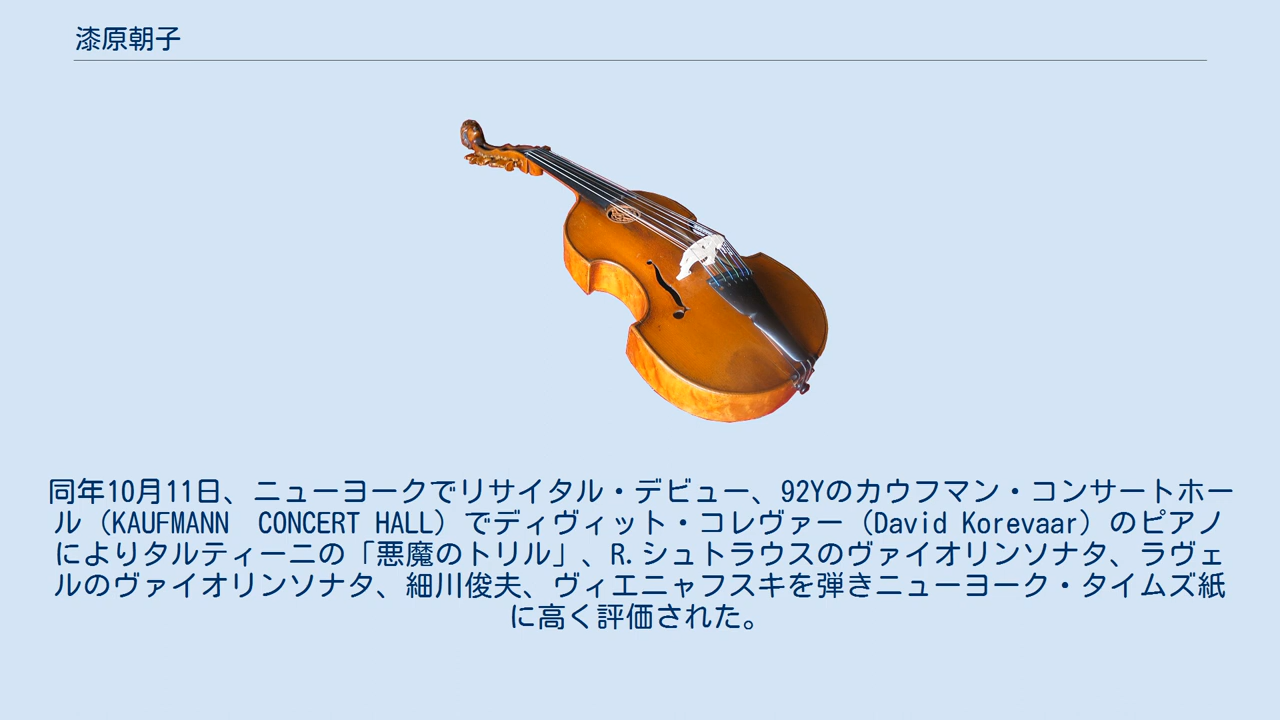 漆原朝子
同年10月11日、ニューヨークでリサイタル・デビュー、92Yのカウフマン・コンサートホー
ル（KAUFMANN　CONCERT HALL）でディヴィット・コレヴァー（David Korevaar）のピアノ
によりタルティーニの「悪魔のトリル」、R.シュトラウスのヴァイオリンソナタ、ラヴェ
ルのヴァイオリンソナタ、細川俊夫、ヴィエニャフスキを弾きニューヨーク・タイムズ紙
に高く評価された。